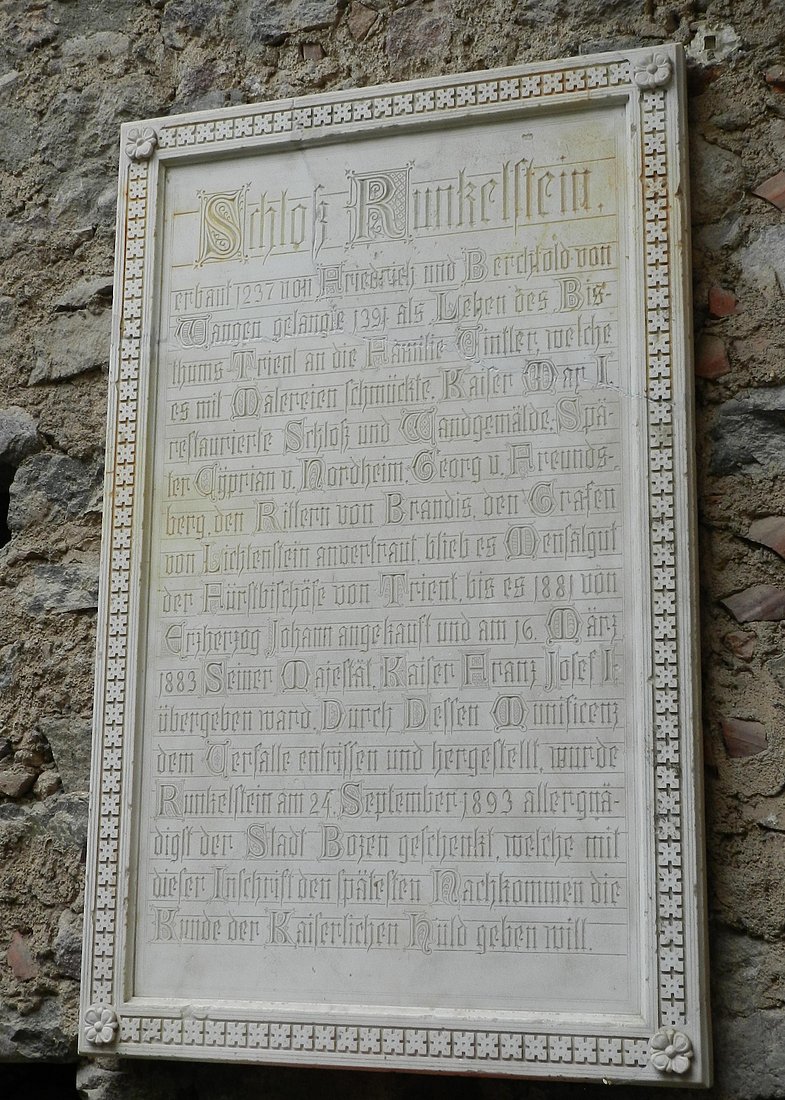 Schloß Runkelstein.
erbaut 1237 von Friedrich und Berchtold von
Wangen gelangte 1391 als Lehen des Bis-
thums Trient an die Familie Vintler, welche
es mit Malereien schmückte. Kaiser Max I.
restaurierte Schloß und Wandgemälde. Spä-
ter Cÿprian v. Nordheim, Georg v. Freunds-
berg, den Rittern von Brandis, den Grafen
von Lichtenstein anvertraut, blieb es Mensalgut
der Fürstbischöfe von Trient, bis es 1881 von
Erzherzog Johann angekauft und am 16. März
1883 Seiner Majestät, Kaiser Franz Josef I.
übergeben ward. Durch Dessen Munificenz
dem Verfalle entrissen und hergestellt, wurde
Runkelstein am 24. September 1893 allergnä-
digst der Stadt Bozen geschenkt, welche mit
dieser Inschrift den spätesten Nachkommen die
Kunde der Kaiserlichen Huld geben will.